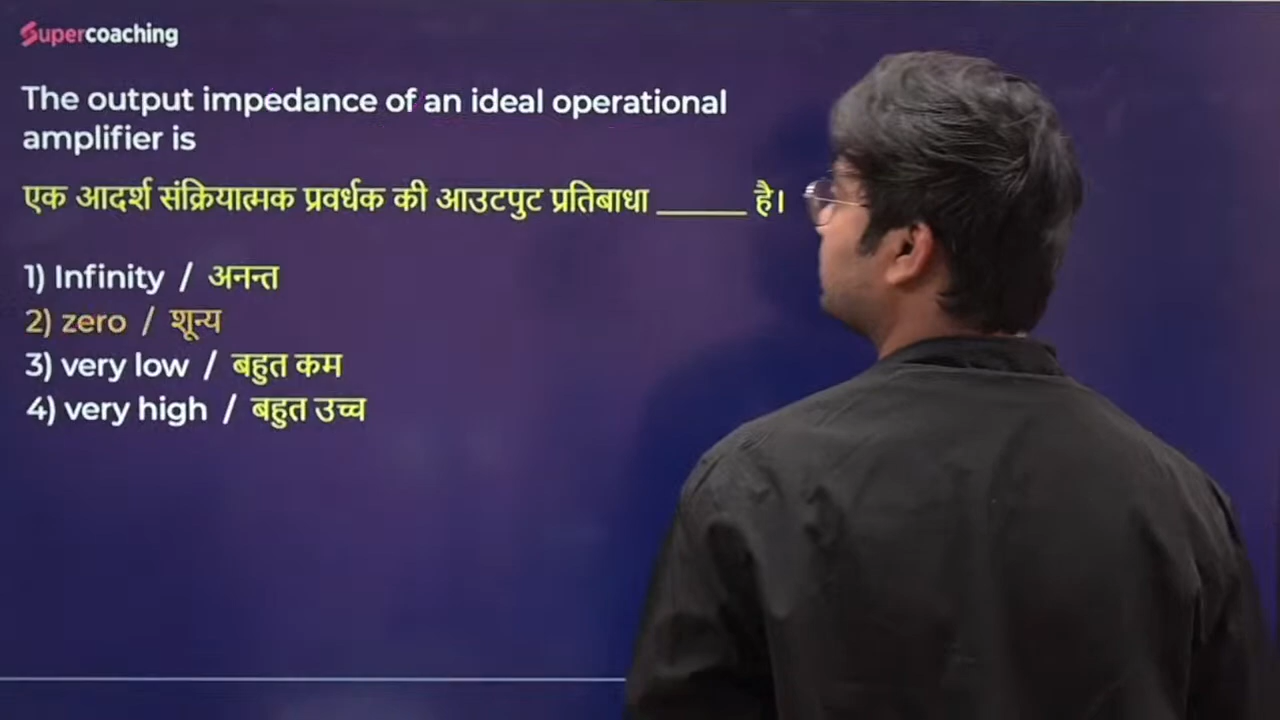 Supercoaching
The output impedance of an ideal operational
amplifier is
एक आदर्श संक्रियात्मक प्रवर्धक की आउटपुट प्रतिबाधा ______ है।
1) Infinity / अनन्त
2) zero / शून्य
3) very low / बहुत कम
4) very high / बहुत उच्च